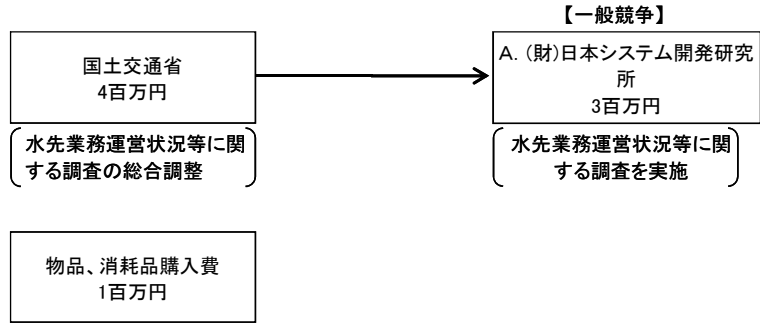 【一般競争】
国土交通省
4百万円
A. (財)日本システム開発研究
所
3百万円
水先業務運営状況等に関
する調査の総合調整
水先業務運営状況等に関
する調査を実施
物品、消耗品購入費
1百万円